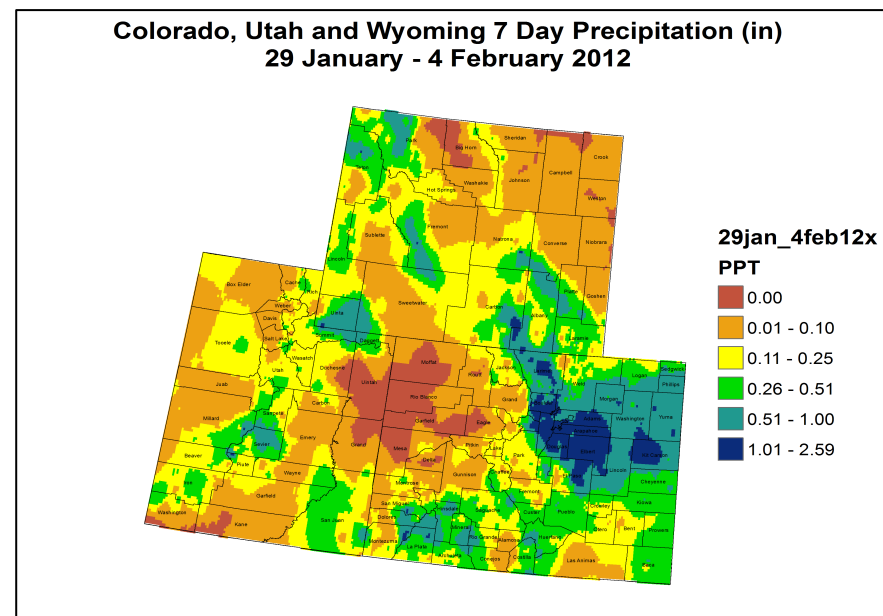 Colorado, Utah and Wyoming 7 Day Precipitation (in)
29 January - 4 February 2012
Park
Big Horn
Sheridan
Crook
Campbell
Johnson
Washakie
Teton
Hot Springs
Weston
Fremont
Sublette
Natrona
Converse
Niobrara
Lincoln
Platte
Goshen
Sweetwater
Carbon
Albany
Laramie
Uinta
Box Elder
Cache
Rich
Weber
Davis
Salt Lake
Summit
Daggett
Tooele
Wasatch
Utah
Duchesne
Uintah
Juab
Sanpete
Carbon
Millard
Emery
Grand
Sevier
Beaver
Piute
Wayne
Iron
Garfield
Washington
Kane
San Juan
Moffat
Routt
Jackson
Larimer
Weld
Logan
Sedgwick
Phillips
Morgan
Rio Blanco
Grand
Washington
Yuma
Adams
Arapahoe
Garfield
Eagle
Mesa
Pitkin
Lake
Park
Elbert
Kit Carson
Lincoln
Delta
Gunnison
Chaffee
Cheyenne
Montrose
Fremont
Kiowa
San Miguel
Crowley
Dolores
Hinsdale
Saguache
Custer
Pueblo
Otero
Bent
Prowers
Mineral
Montezuma
La Plata
Rio Grande
Alamosa
Huerfano
Archuleta
Conejos
Costilla
Las Animas
Baca
29jan_4feb12x
PPT
0.00
0.01 - 0.10
0.11 - 0.25
0.26 - 0.51
0.51 - 1.00
1.01 - 2.59